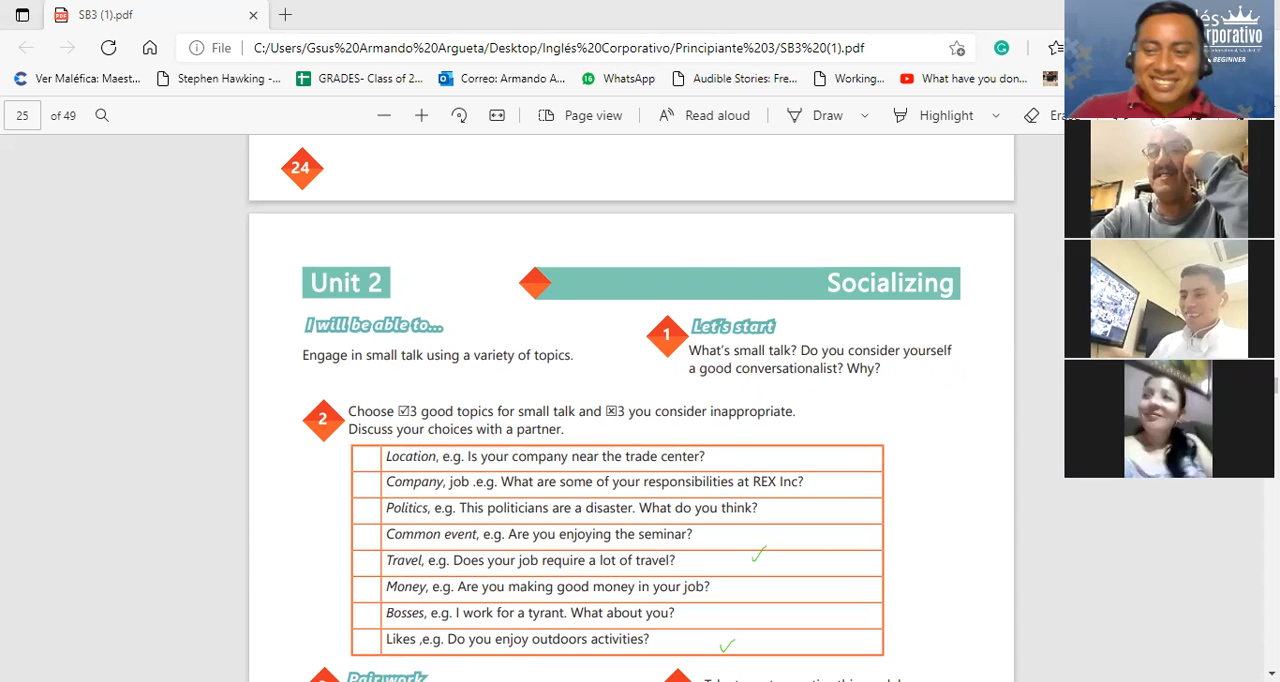 SB3 (1).pdf
File
C:/Users/Gsus%20Armando%20Argueta/Desktop/Inglés%20Corporativo/Principiante%203/SB3%20(1).pdf
Ver Maléfica: Maest...
Stephen Hawking -...
GRADES- Class of 2...
Correo: Armando A...
16
WhatsApp
Audible Stories: Fre...
Working...
What have you don...
25
of 49
Page view
Read aloud
Draw
Highlight
rporativo
BEGINNER
24
Unit 2
Socializing
I will be able to...
Engage in small talk using a variety of topics.
1
Let's start
What's small talk? Do you consider yourself
a good conversationalist? Why?
2
Choose ☑3 good topics for small talk and ☒3 you consider inappropriate.
Discuss your choices with a partner.
Location, e.g. Is your company near the trade center?
Company, job .e.g. What are some of your responsibilities at REX Inc?
Politics, e.g. This politicians are a disaster. What do you think?
Common event, e.g. Are you enjoying the seminar?
Travel, e.g. Does your job require a lot of travel?
Money, e.g. Are you making good money in your job?
Bosses, e.g. I work for a tyrant. What about you?
Likes ,e.g. Do you enjoy outdoors activities?
Pair work